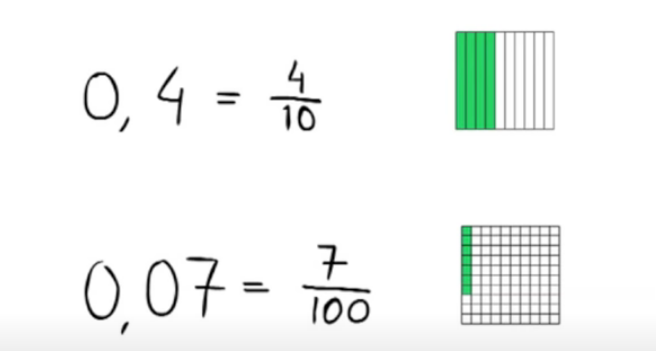 0,4 = 4/10
0,07 = 7/100